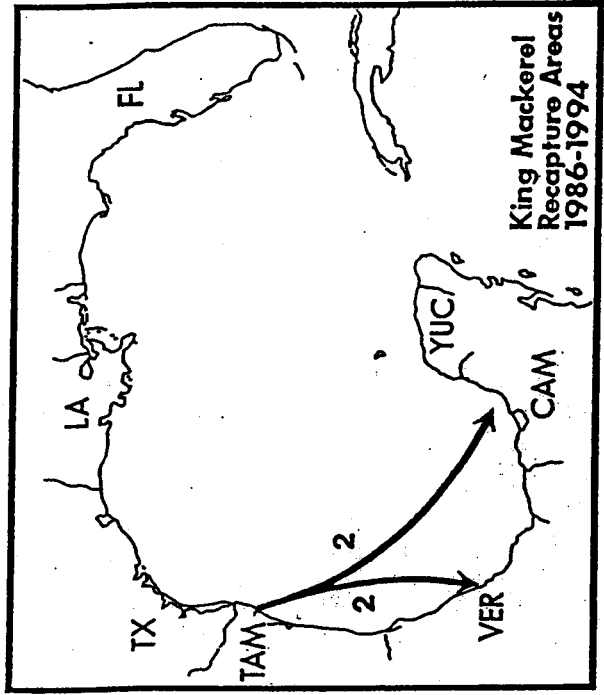 FL
LA
TX
TAM
2
2
VER
YUC
CAM
King Mackerel
Recapture Areas
1986-1994